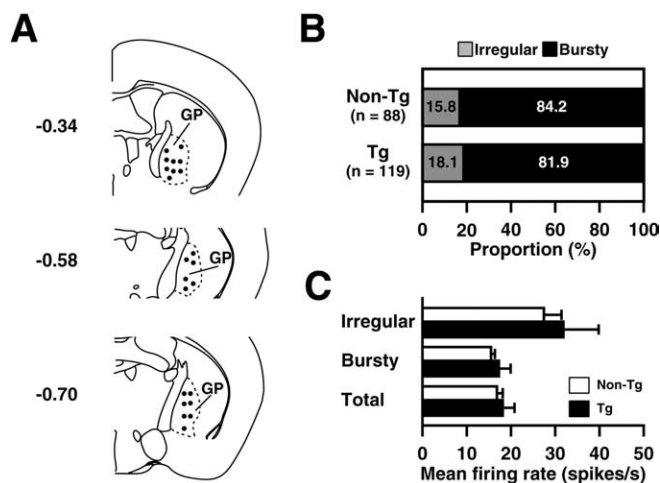 A
-0.34
GP
-0.58
GP
-0.70
GP
B
Irregular Bursty
Non-Tg
(n = 88)
15.8 84.2
Tg
(n = 119)
18.1 81.9
0 20 40 60 80 100
Proportion (%)
C
Irregular
Bursty
Total
Non-Tg
Tg
0 10 20 30 40 50
Mean firing rate (spikes/s)